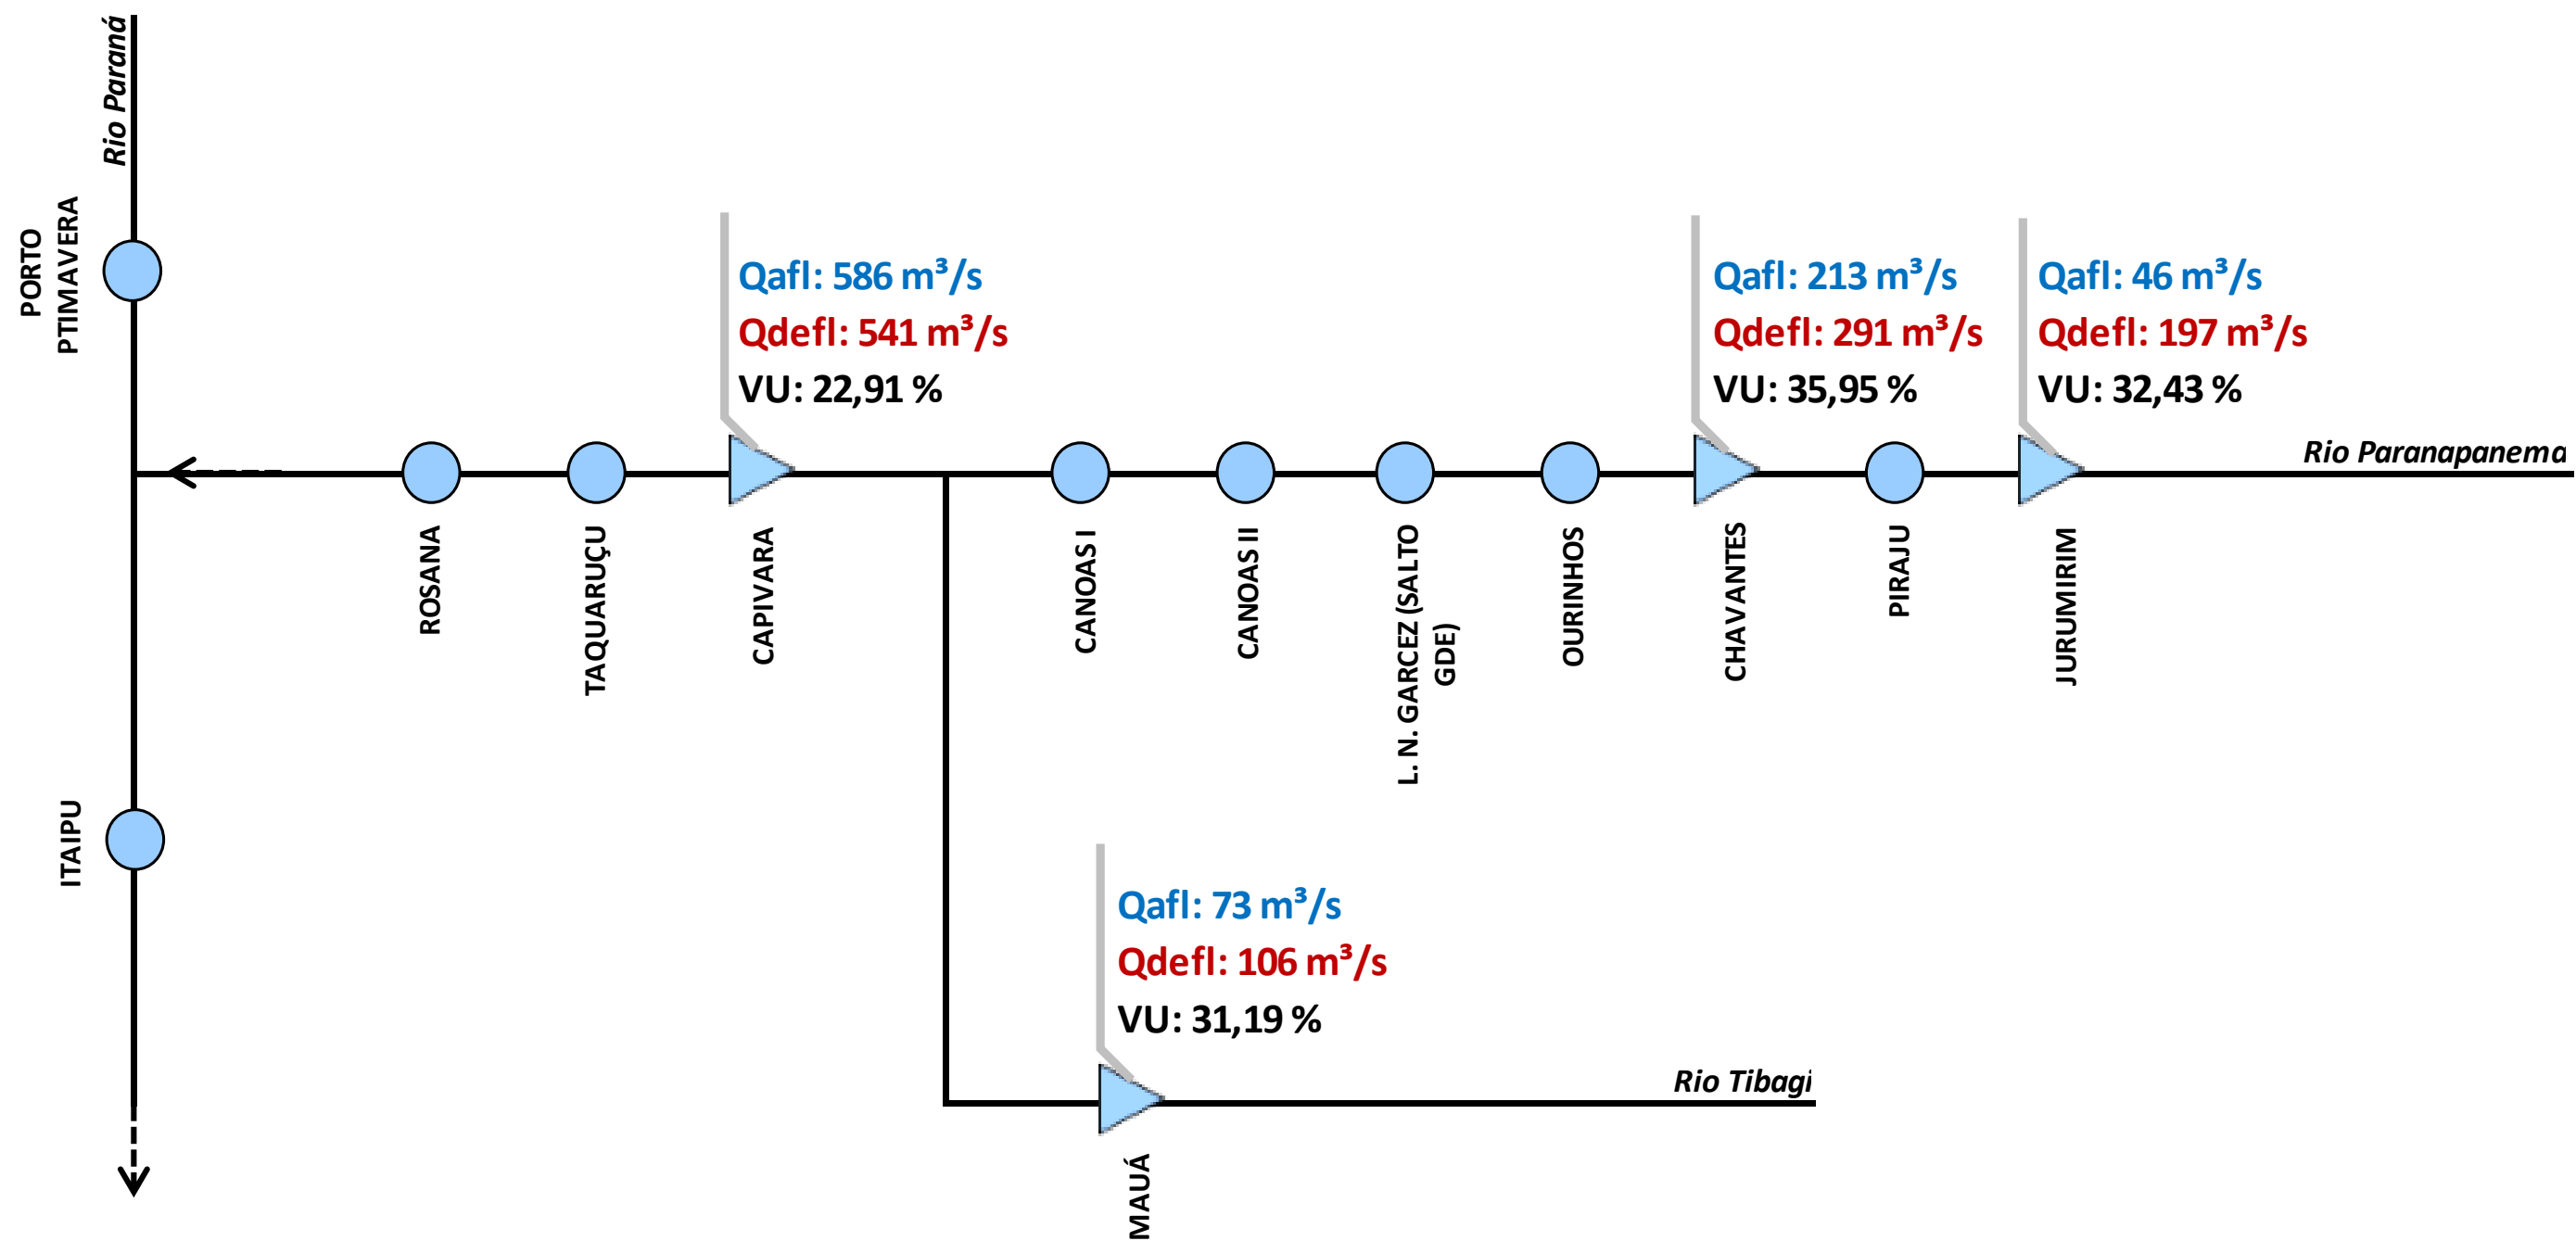 Rio Paraná
PORTO
PTIMAVERA
Qafl: 586 m³/s
Qdefl: 541 m³/s
VU: 22,91 %
Qafl: 213 m³/s
Qdefl: 291 m³/s
VU: 35,95 %
Qafl: 46 m³/s
Qdefl: 197 m³/s
VU: 32,43 %
Rio Paranapanema
ROSANA
TAQUARUÇU
CAPIVARA
CANOAS I
CANOAS II
L. N. GARCEZ (SALTO
GDE)
OURINHOS
CHAVANTES
PIRAJU
JURUMIRIM
ITAIPU
Qafl: 73 m³/s
Qdefl: 106 m³/s
VU: 31,19 %
Rio Tibagi
MAUÁ